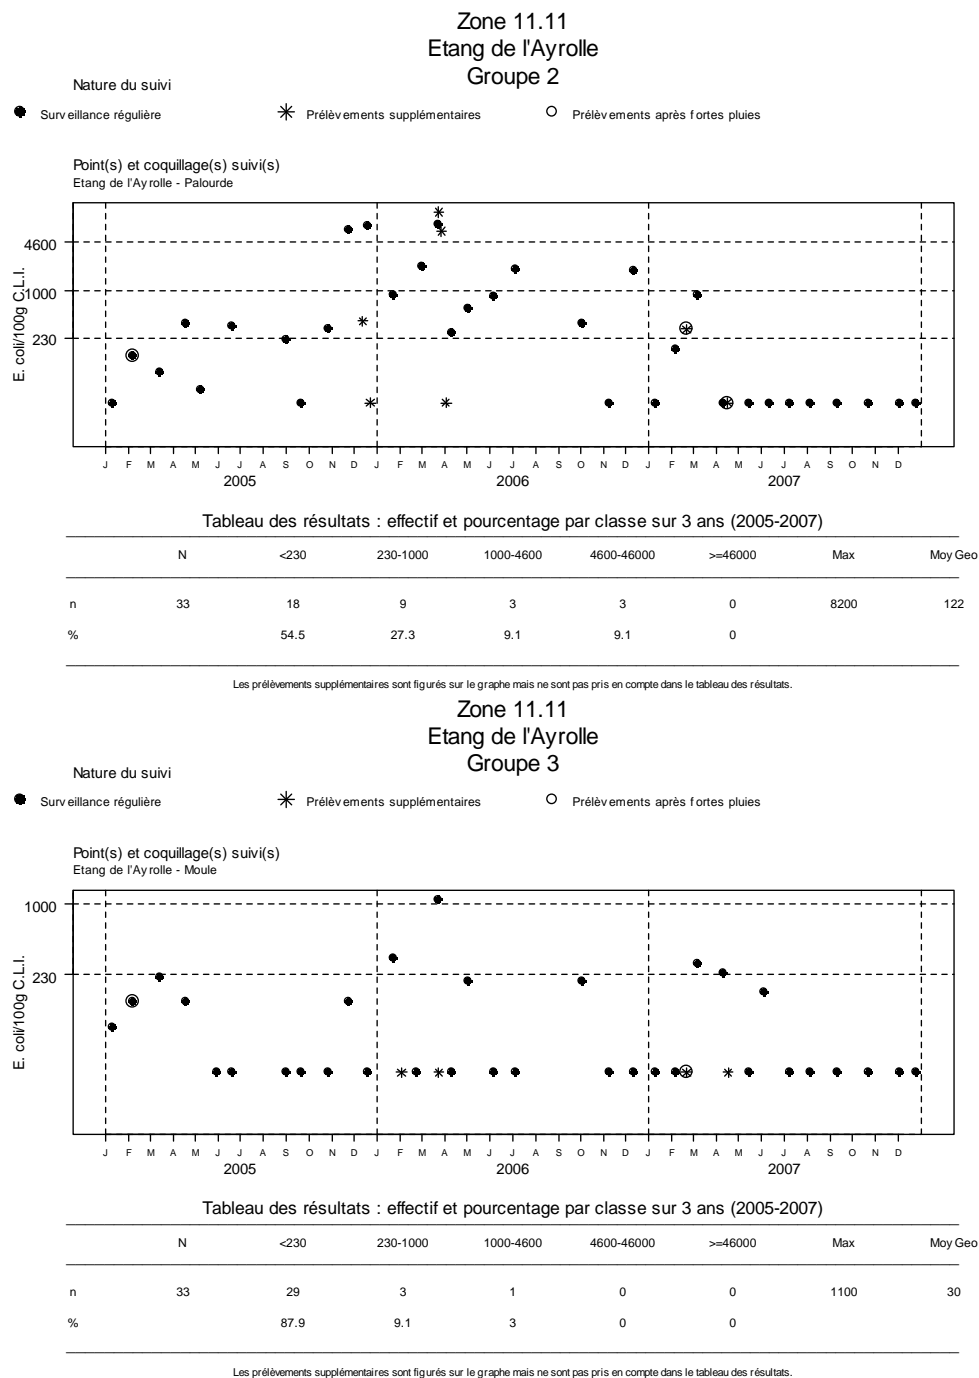 Zone 11.11
Etang de l'Ayrolle
Groupe 2
Nature du suivi
Surveillance régulière Prélèvements supplémentaires Prélèvements après fortes pluies
Point(s) et coquillage(s) suivi(s)
Etang de l'Ayrolle - Palourde
E. coli/100g C.L.I.
4600
1000
230
J F M A M J J A S O N D J F M A M J J A S O N D J F M A M J J A S O N D
2005 2006 2007
Tableau des résultats : effectif et pourcentage par classe sur 3 ans (2005-2007)
N <230 230-1000 1000-4600 4600-46000 >=46000 Max Moy Geo
n 33 18 9 3 3 0 8200 122
% 54.5 27.3 9.1 9.1 0
Les prélèvements supplémentaires sont figurés sur le graphe mais ne sont pas pris en compte dans le tableau des résultats.
Zone 11.11
Etang de l'Ayrolle
Groupe 3
Nature du suivi
Surveillance régulière Prélèvements supplémentaires Prélèvements après fortes pluies
Point(s) et coquillage(s) suivi(s)
Etang de l'Ayrolle - Moule
E. coli/100g C.L.I.
1000
230
J F M A M J J A S O N D J F M A M J J A S O N D J F M A M J J A S O N D
2005 2006 2007
Tableau des résultats : effectif et pourcentage par classe sur 3 ans (2005-2007)
N <230 230-1000 1000-4600 4600-46000 >=46000 Max Moy Geo
n 33 29 3 1 0 0 1100 30
% 87.9 9.1 3 0 0
Les prélèvements supplémentaires sont figurés sur le graphe mais ne sont pas pris en compte dans le tableau des résultats.